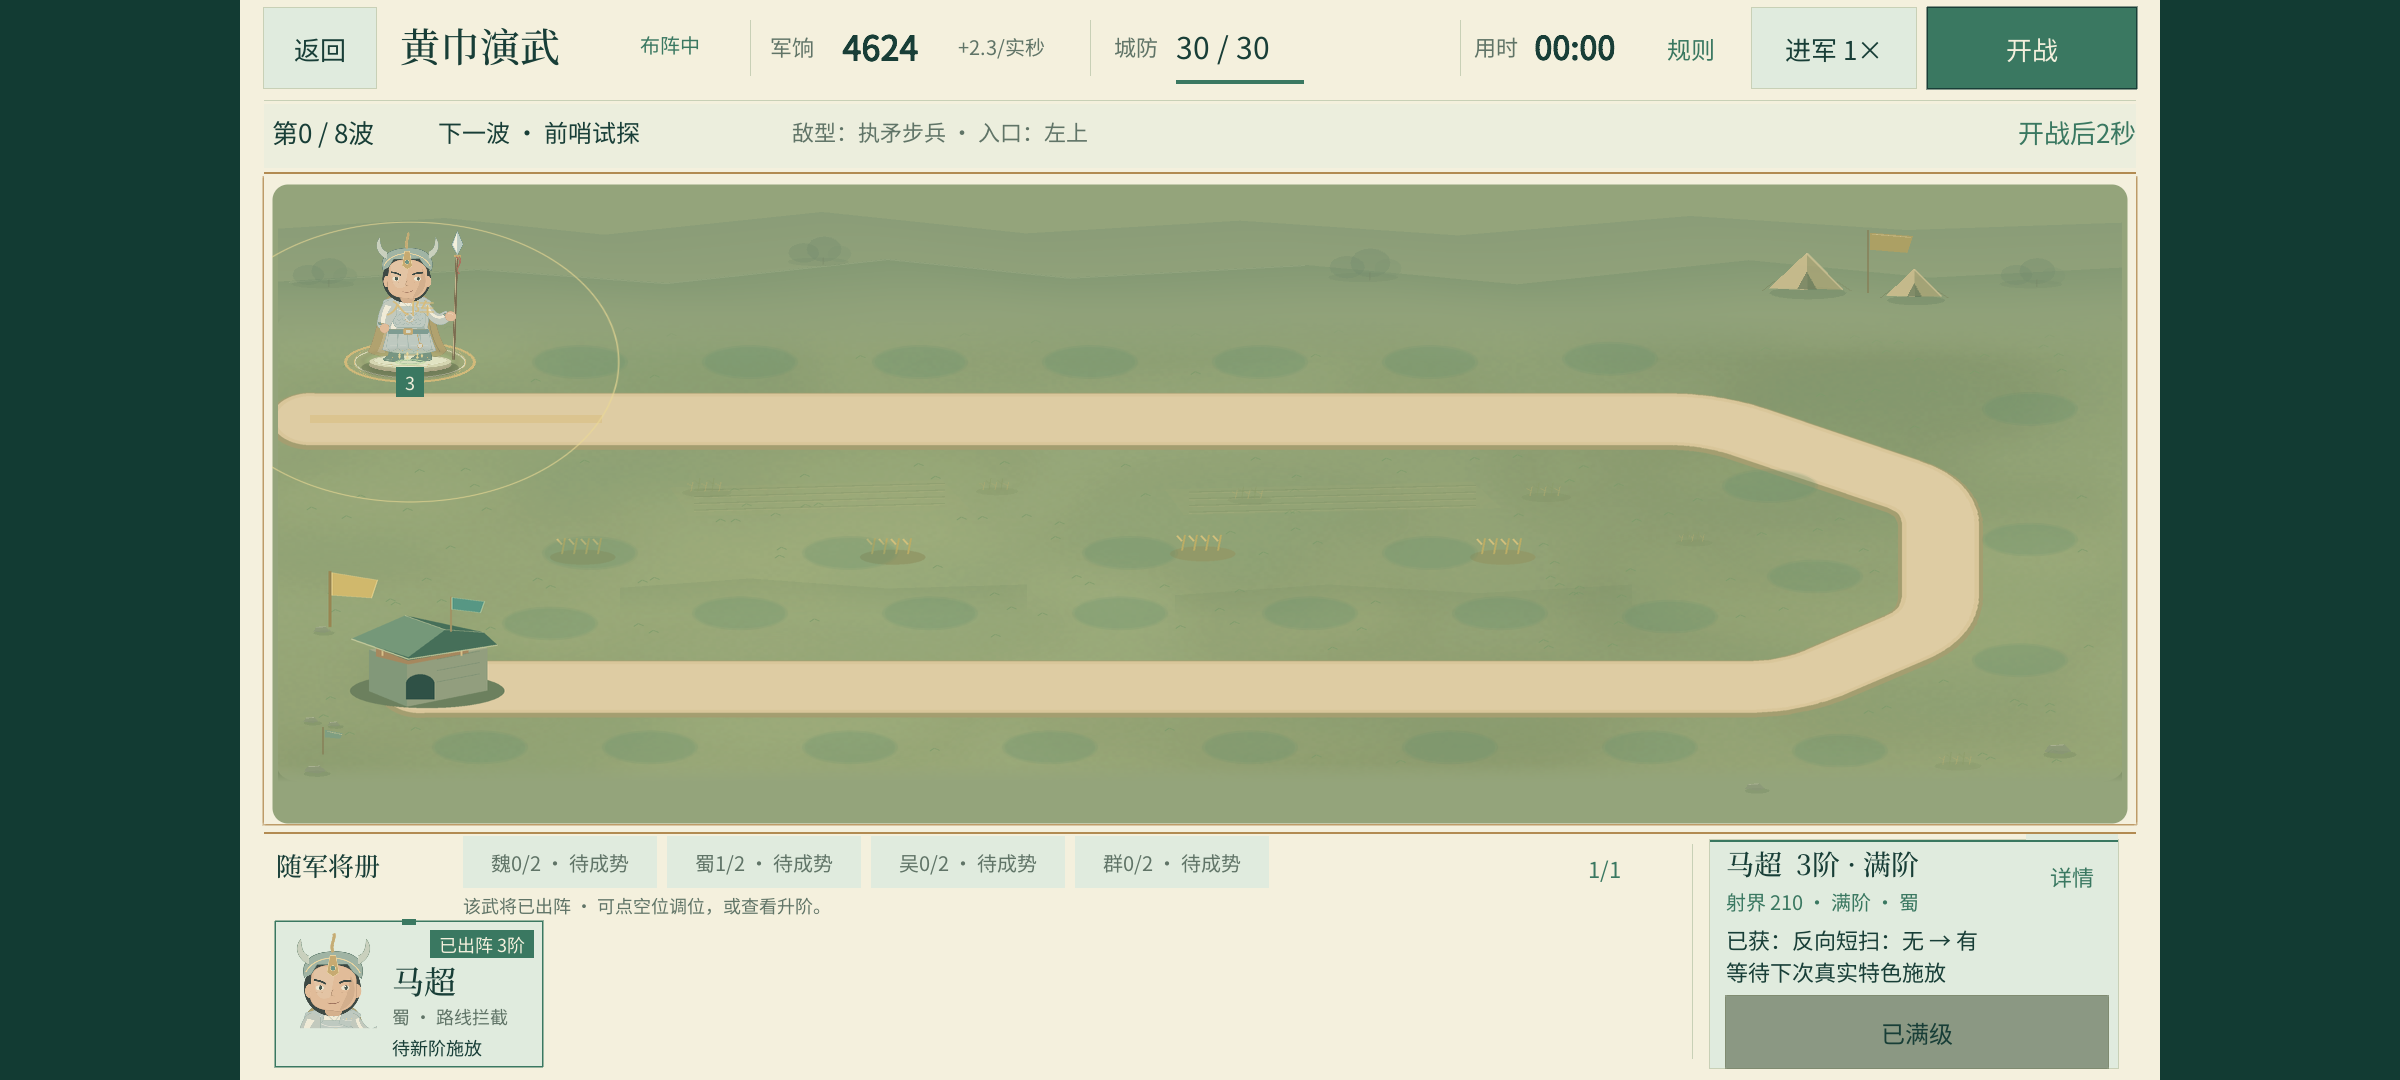 返回
黄巾演武
布阵中
军饷 4624 +2.3/实秒
城防 30 / 30
用时 00:00
规则
进军 1×
开战
第0 / 8波
下一波 · 前哨试探
敌型：执矛步兵 · 入口：左上
开战后2秒
3
随军将册
魏0/2 · 待成势
蜀1/2 · 待成势
吴0/2 · 待成势
群0/2 · 待成势
1/1
该武将已出阵 · 可点空位调位，或查看升阶。
已出阵 3阶
马超
蜀 · 路线拦截
待新阶施放
马超 3阶 · 满阶
详情
射界 210 · 满阶 · 蜀
已获：反向短扫：无 → 有
等待下次真实特色施放
已满级